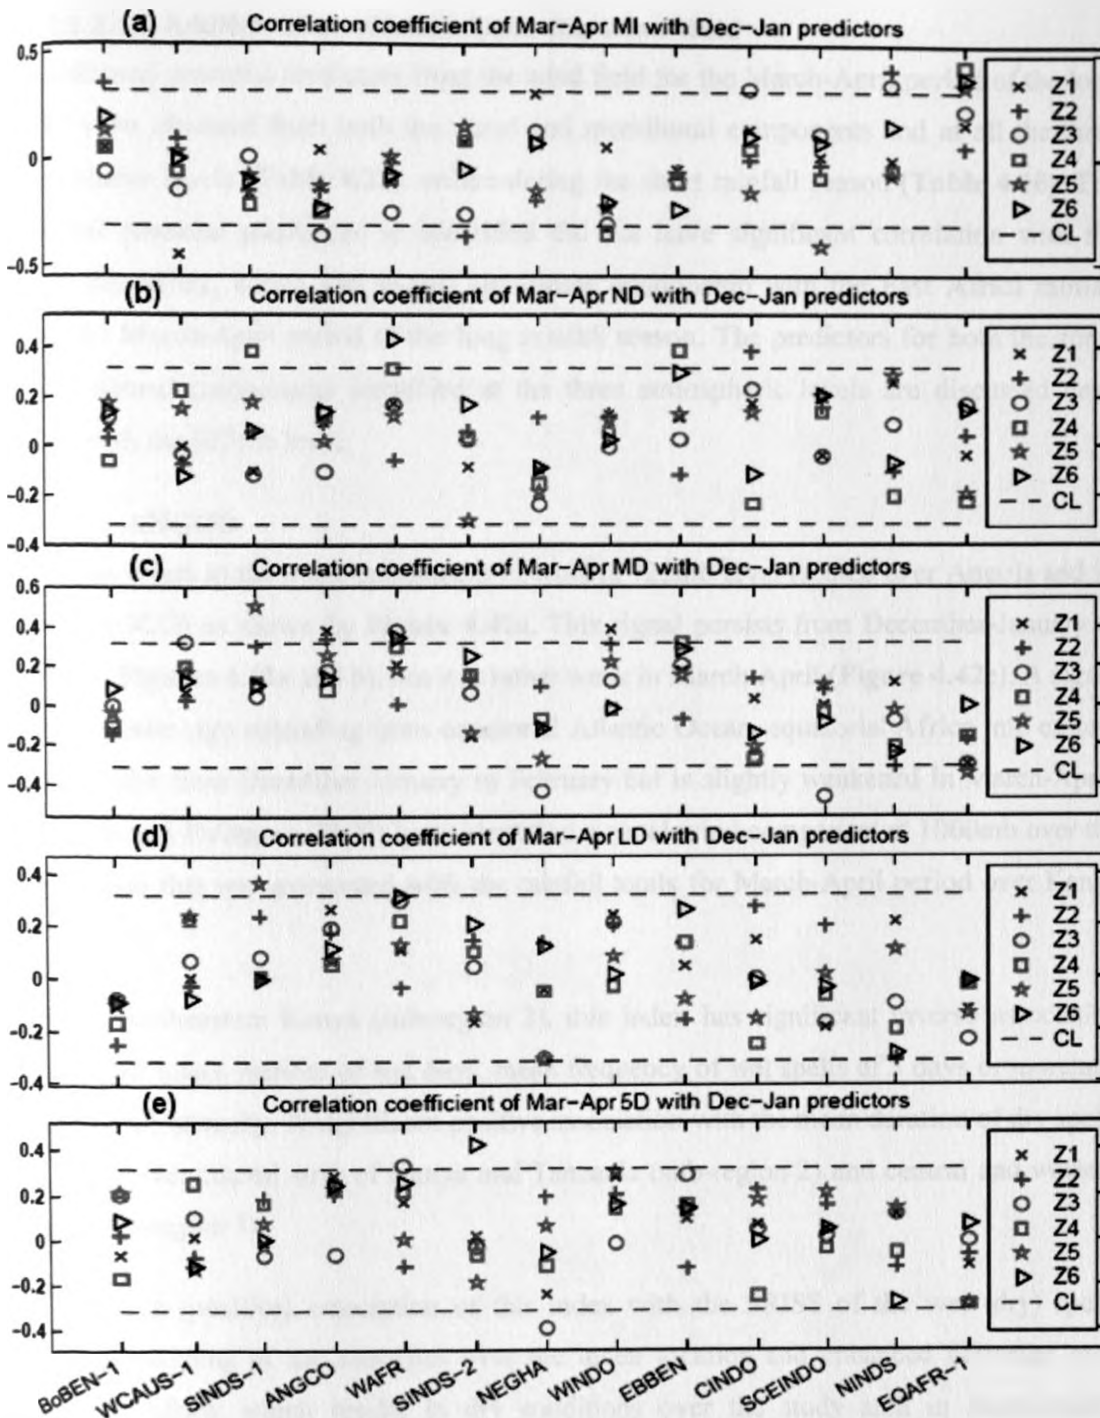 (a) Correlation coefficient of Mar-Apr MI with Dec-Jan predictors
0.5
0
-0.5
Z1
Z2
Z3
Z4
Z5
Z6
CL
(b) Correlation coefficient of Mar-Apr ND with Dec-Jan predictors
0.4
0.2
0
-0.2
-0.4
Z1
Z2
Z3
Z4
Z5
Z6
CL
(c) Correlation coefficient of Mar-Apr MD with Dec-Jan predictors
0.6
0.4
0.2
0
-0.2
-0.4
Z1
Z2
Z3
Z4
Z5
Z6
CL
(d) Correlation coefficient of Mar-Apr LD with Dec-Jan predictors
0.4
0.2
0
-0.2
-0.4
Z1
Z2
Z3
Z4
Z5
Z6
CL
(e) Correlation coefficient of Mar-Apr 5D with Dec-Jan predictors
0.4
0.2
0
-0.2
-0.4
Z1
Z2
Z3
Z4
Z5
Z6
CL
BoBEN-1
WCAUS-1
SINDS-1
ANGCO
WAFR
SINDS-2
NEGHA
WINDO
EBBEN
CINDO
SCEINDO
NINDS
EQAFR-1